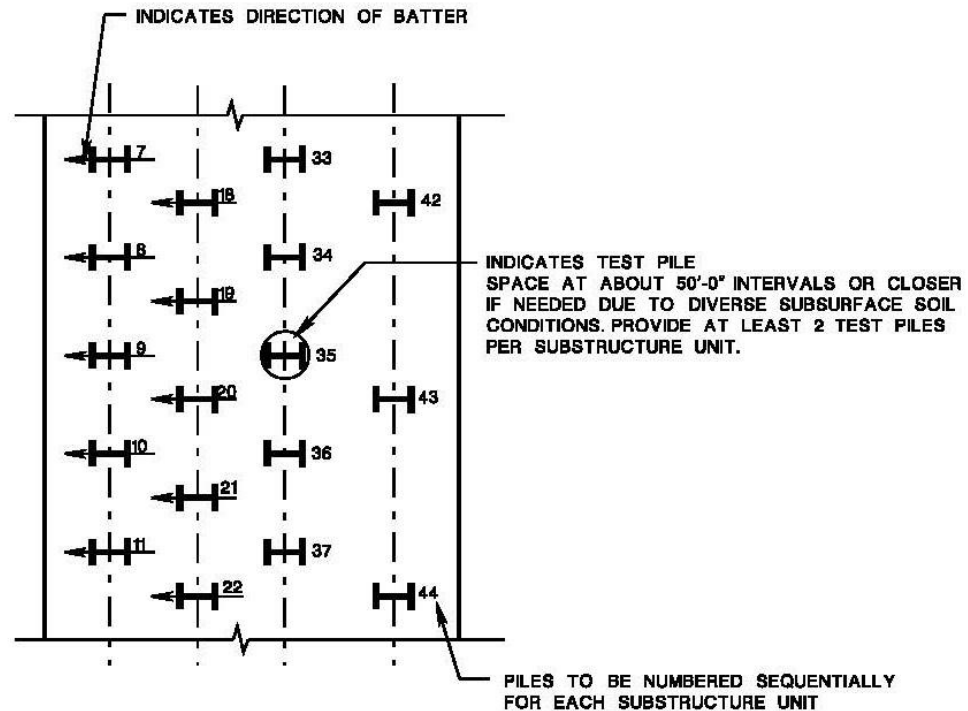 INDICATES DIRECTION OF BATTER
7
33
18
42
8
34
INDICATES TEST PILE
SPACE AT ABOUT 50'-0" INTERVALS OR CLOSER
19
IF NEEDED DUE TO DIVERSE SUBSURFACE SOIL
CONDITIONS. PROVIDE AT LEAST 2 TEST PILES
PER SUBSTRUCTURE UNIT.
9
35
20
43
10
36
21
11
37
22
44
PILES TO BE NUMBERED SEQUENTIALLY
FOR EACH SUBSTRUCTURE UNIT